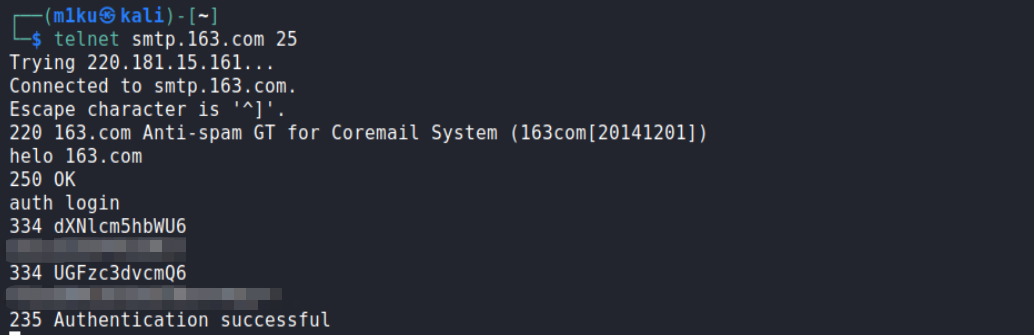 (m1ku㉿kali)-[~]
$ telnet smtp.163.com 25
Trying 220.181.15.161...
Connected to smtp.163.com.
Escape character is '^]'.
220 163.com Anti-spam GT for Coremail System (163com[20141201])
helo 163.com
250 OK
auth login
334 dXNlcm5hbWU6
334 UGFzc3dvcmQ6
235 Authentication successful